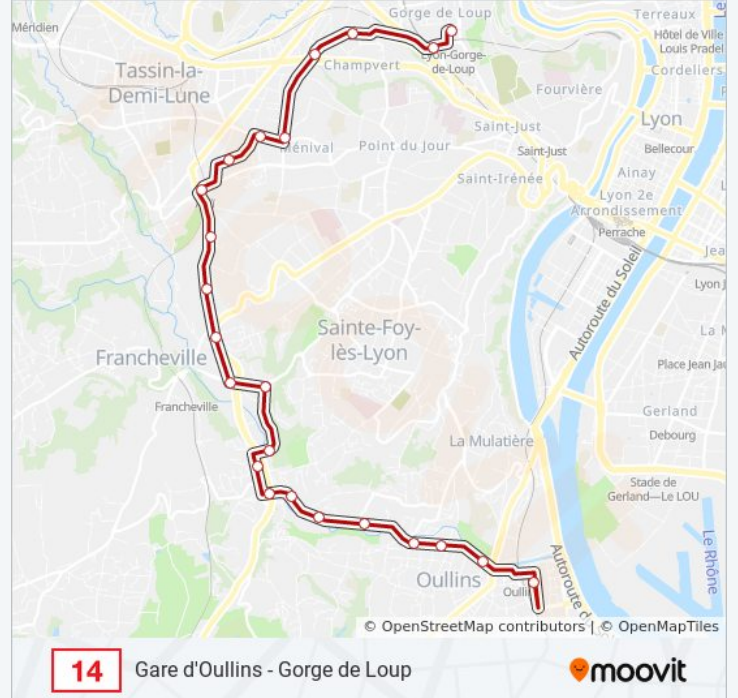 Gorge de Loup
Terreaux
Méridien
Hôtel de Ville
Louis Pradel
Lyon-Gorge-
de-Loup
Champvert
Cordeliers
Tassin-la-
Demi-Lune
Fourvière
Lyon
Saint-Just
Ménival
Point du Jour
Saint-Just
Bellecour
Saint-Irénée
Ainay
Lyon 2e
Arrondissement
Perrache
Autoroute du Soleil
Lyon J
Sainte-Foy-
lès-Lyon
Francheville
Place Jean Ja
Francheville
Gerland
Debourg
La Mulatière
Stade de
Gerland—Le LOU
Le Rhône
Autoroute d
Oullins
Oullin
© OpenStreetMap contributors | © OpenMapTiles
14
Gare d'Oullins - Gorge de Loup
moovit